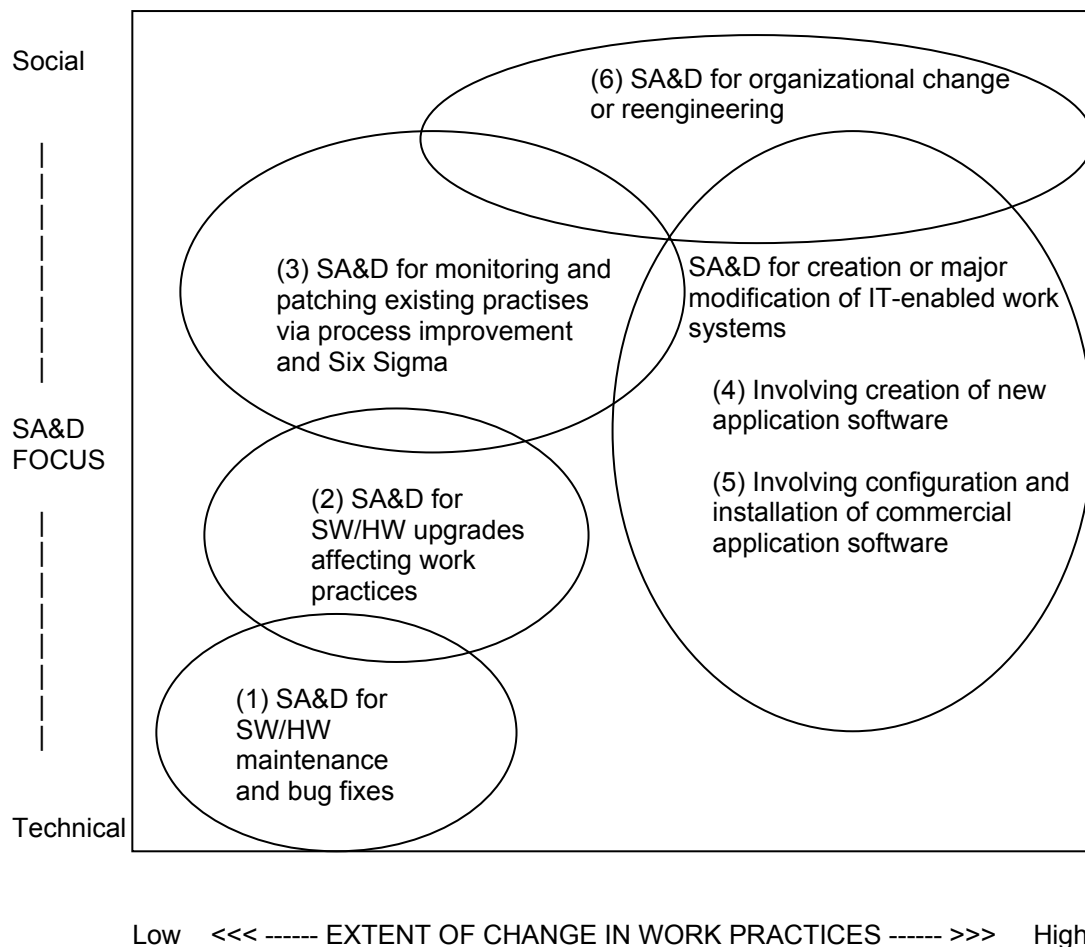 Social
(6) SA&D for organizational change
or reengineering
(3) SA&D for monitoring and
patching existing practises
via process improvement
and Six Sigma
SA&D for creation or major
modification of IT-enabled work
systems
(4) Involving creation of new
application software
(5) Involving configuration and
installation of commercial
application software
SA&D
FOCUS
(2) SA&D for
SW/HW upgrades
affecting work
practices
(1) SA&D for
SW/HW
maintenance
and bug fixes
Technical
Low <<< ------ EXTENT OF CHANGE IN WORK PRACTICES ------ >>> High